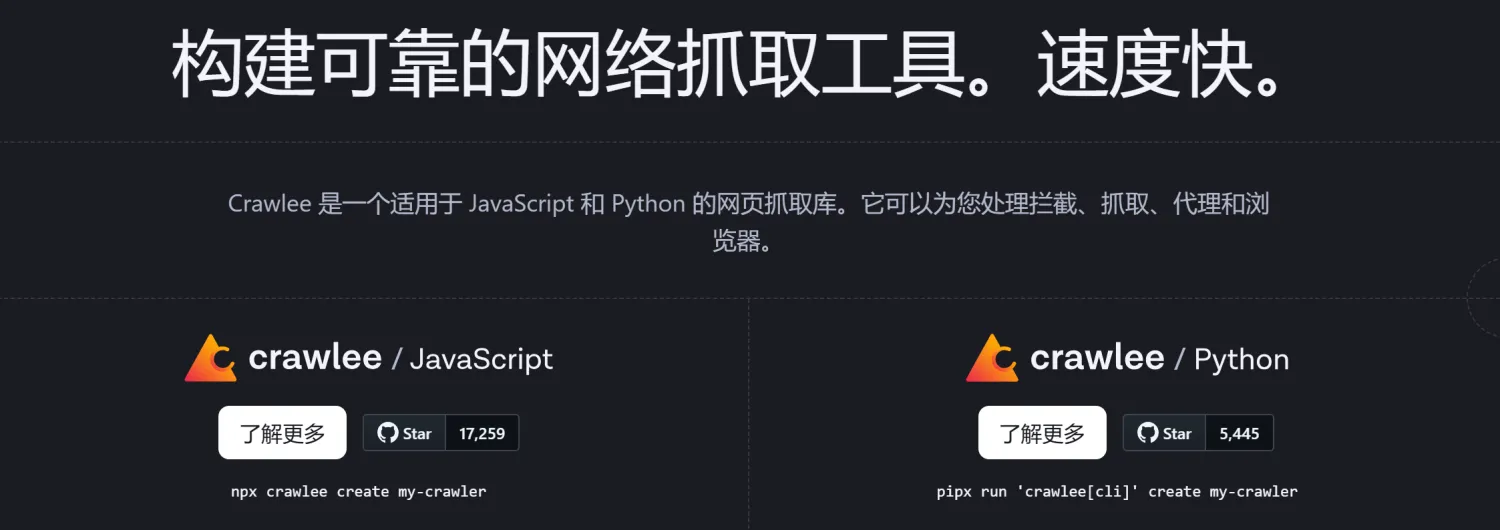 构建可靠的网络抓取工具。速度快。
Crawlee 是一个适用于 JavaScript 和 Python 的网页抓取库。它可以为您处理拦截、抓取、代理和浏
览器。
crawlee / JavaScript
了解更多 Star 17,259
npx crawlee create my-crawler
crawlee / Python
了解更多 Star 5,445
pipx run 'crawlee[cli]' create my-crawler